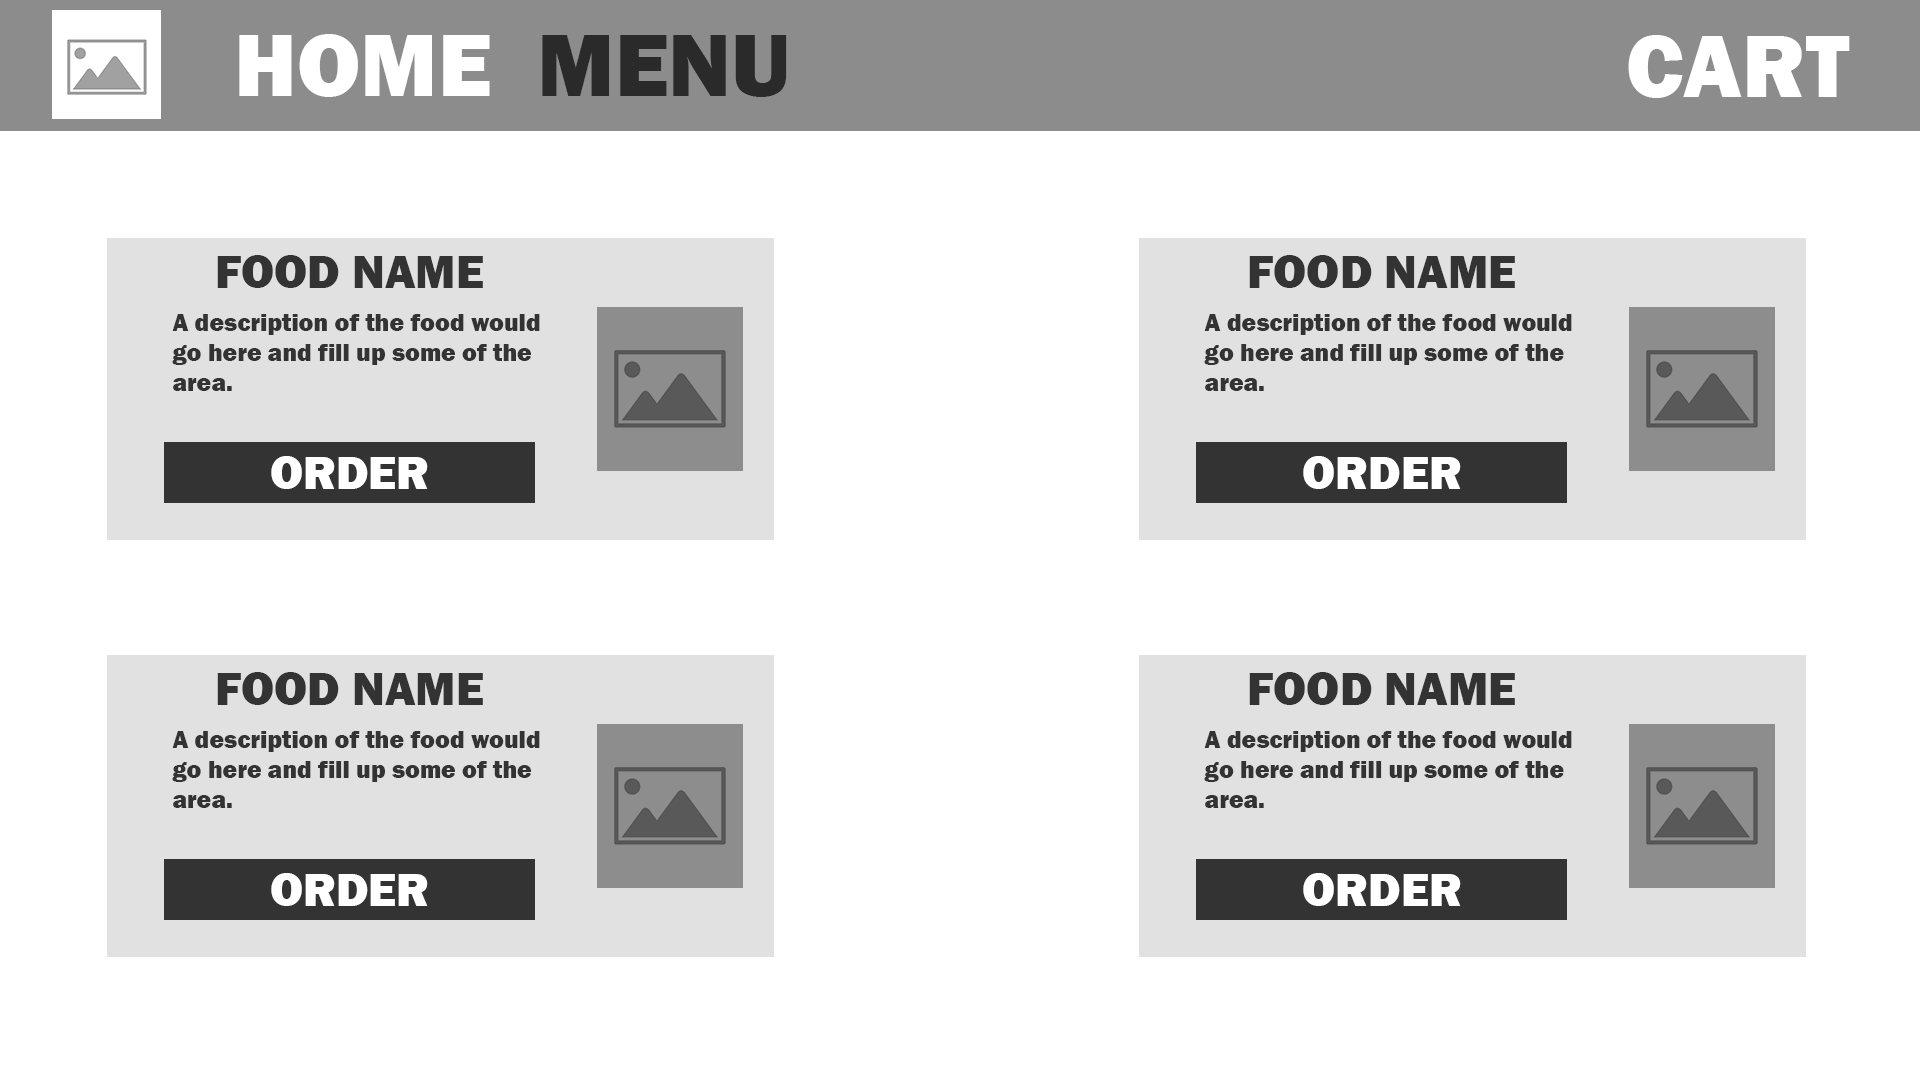 HOME MENU CART
FOOD NAME
A description of the food would
go here and fill up some of the
area.
ORDER
FOOD NAME
A description of the food would
go here and fill up some of the
area.
ORDER
FOOD NAME
A description of the food would
go here and fill up some of the
area.
ORDER
FOOD NAME
A description of the food would
go here and fill up some of the
area.
ORDER